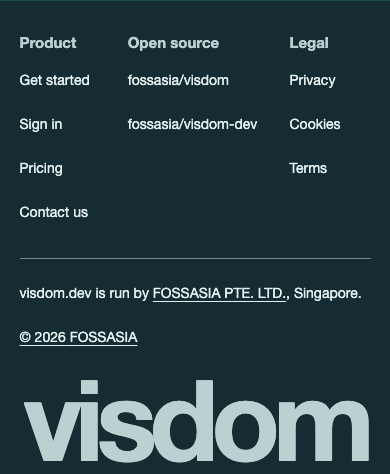 Product Open source Legal
Get started fossasia/visdom Privacy
Sign in fossasia/visdom-dev Cookies
Pricing Terms
Contact us
visdom.dev is run by FOSSASIA PTE. LTD., Singapore.
© 2026 FOSSASIA
visdom